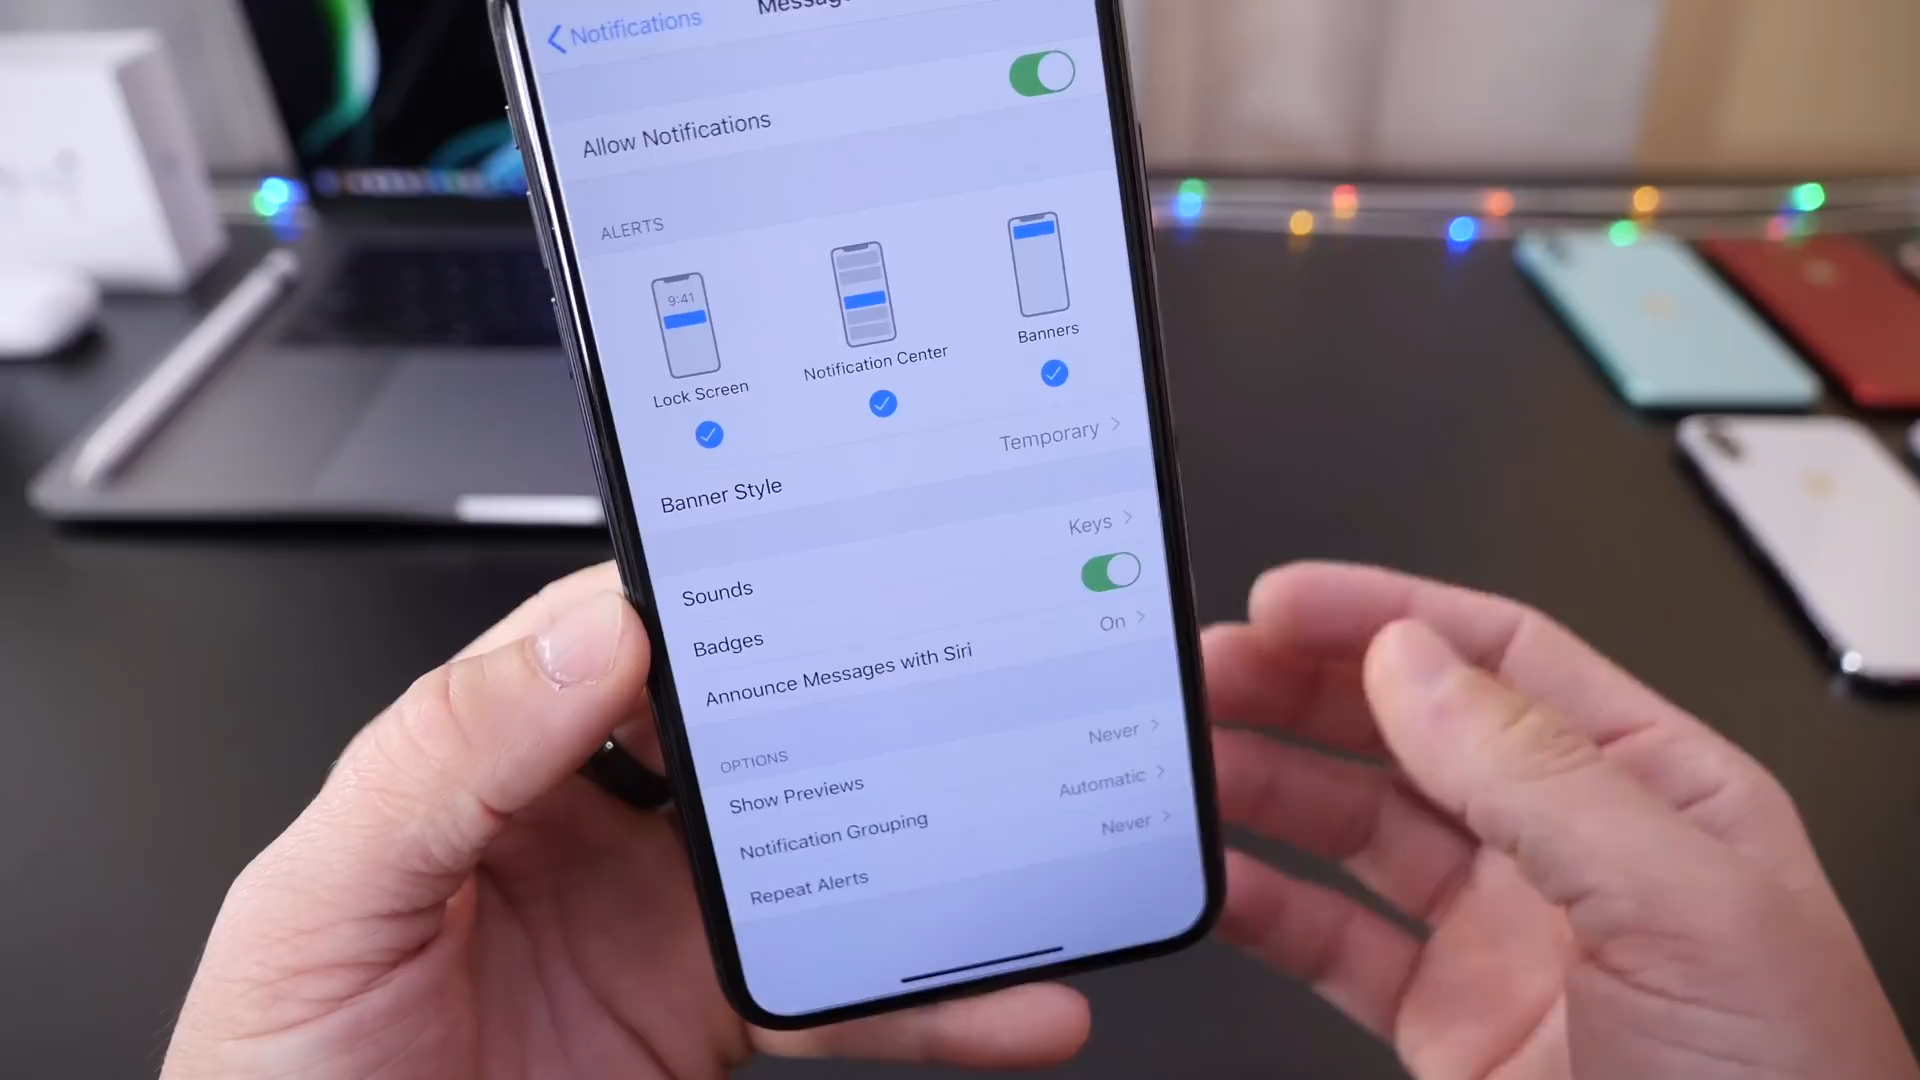 Notifications
Messag
Allow Notifications
ALERTS
9:41
Lock Screen
Notification Center
Banners
Banner Style
Temporary
Sounds
Keys
Badges
Announce Messages with Siri
On
OPTIONS
Show Previews
Never
Notification Grouping
Automatic
Repeat Alerts
Never